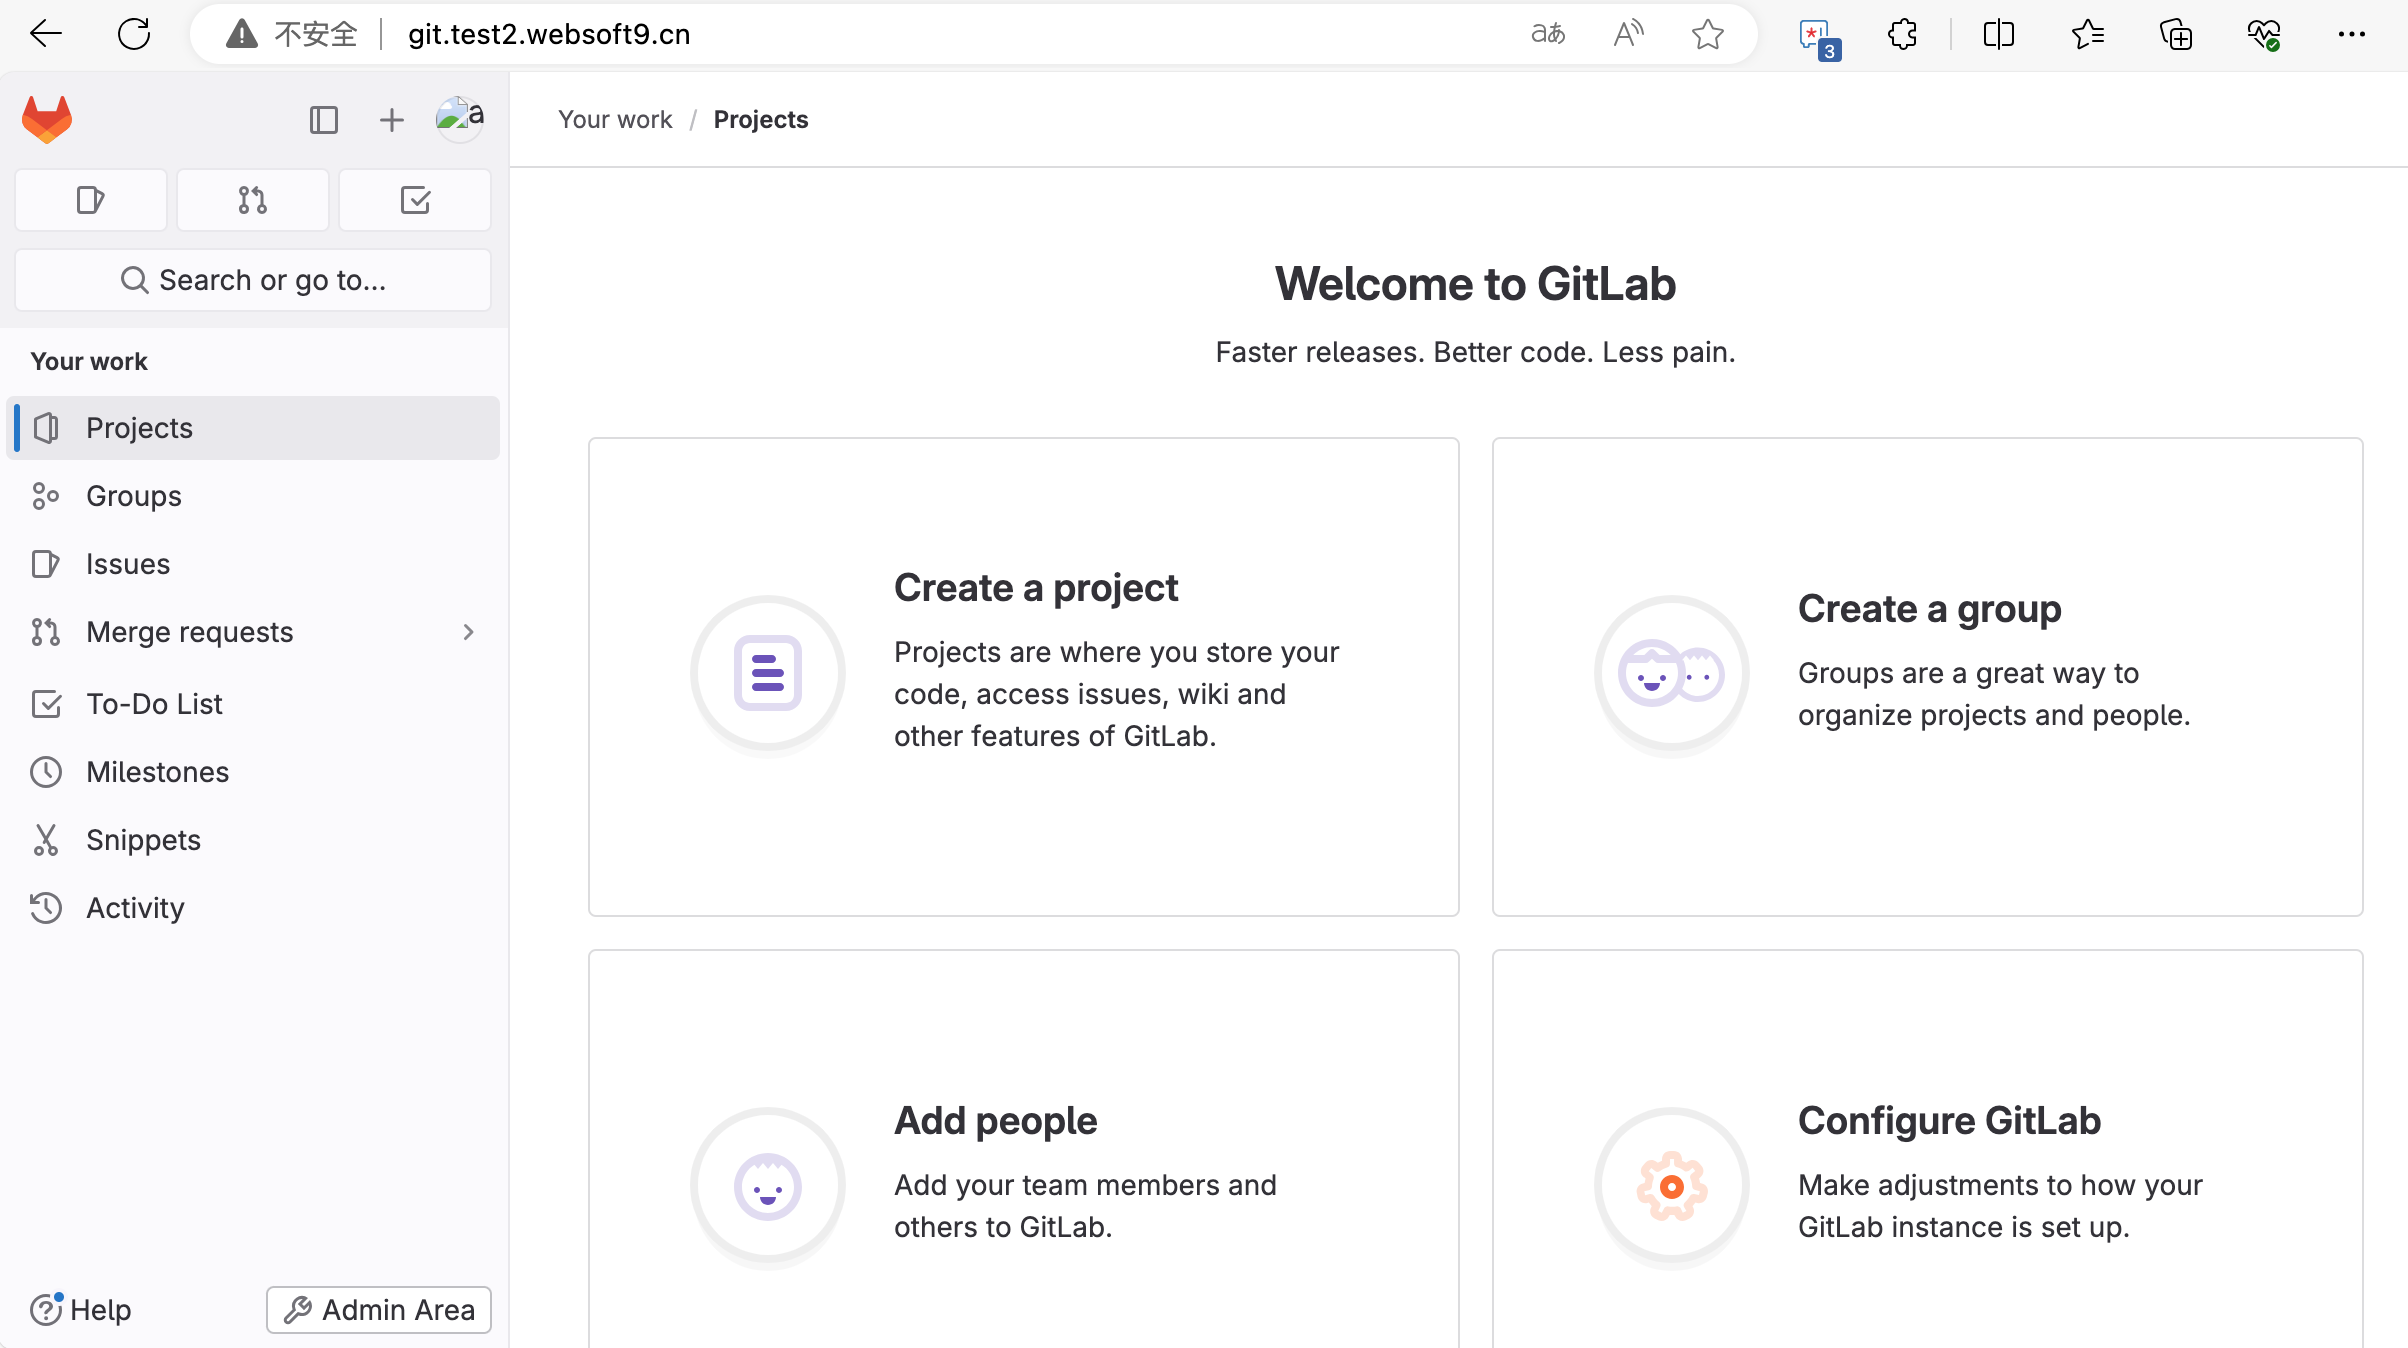 不安全 git.test2.websoft9.cn aあ A 3
a
Your work / Projects
Search or go to...
Your work
Projects
Groups
Issues
Merge requests
To-Do List
Milestones
Snippets
Activity
Help
Admin Area
Welcome to GitLab
Faster releases. Better code. Less pain.
Create a project
Projects are where you store your
code, access issues, wiki and
other features of GitLab.
Create a group
Groups are a great way to
organize projects and people.
Add people
Add your team members and
others to GitLab.
Configure GitLab
Make adjustments to how your
GitLab instance is set up.